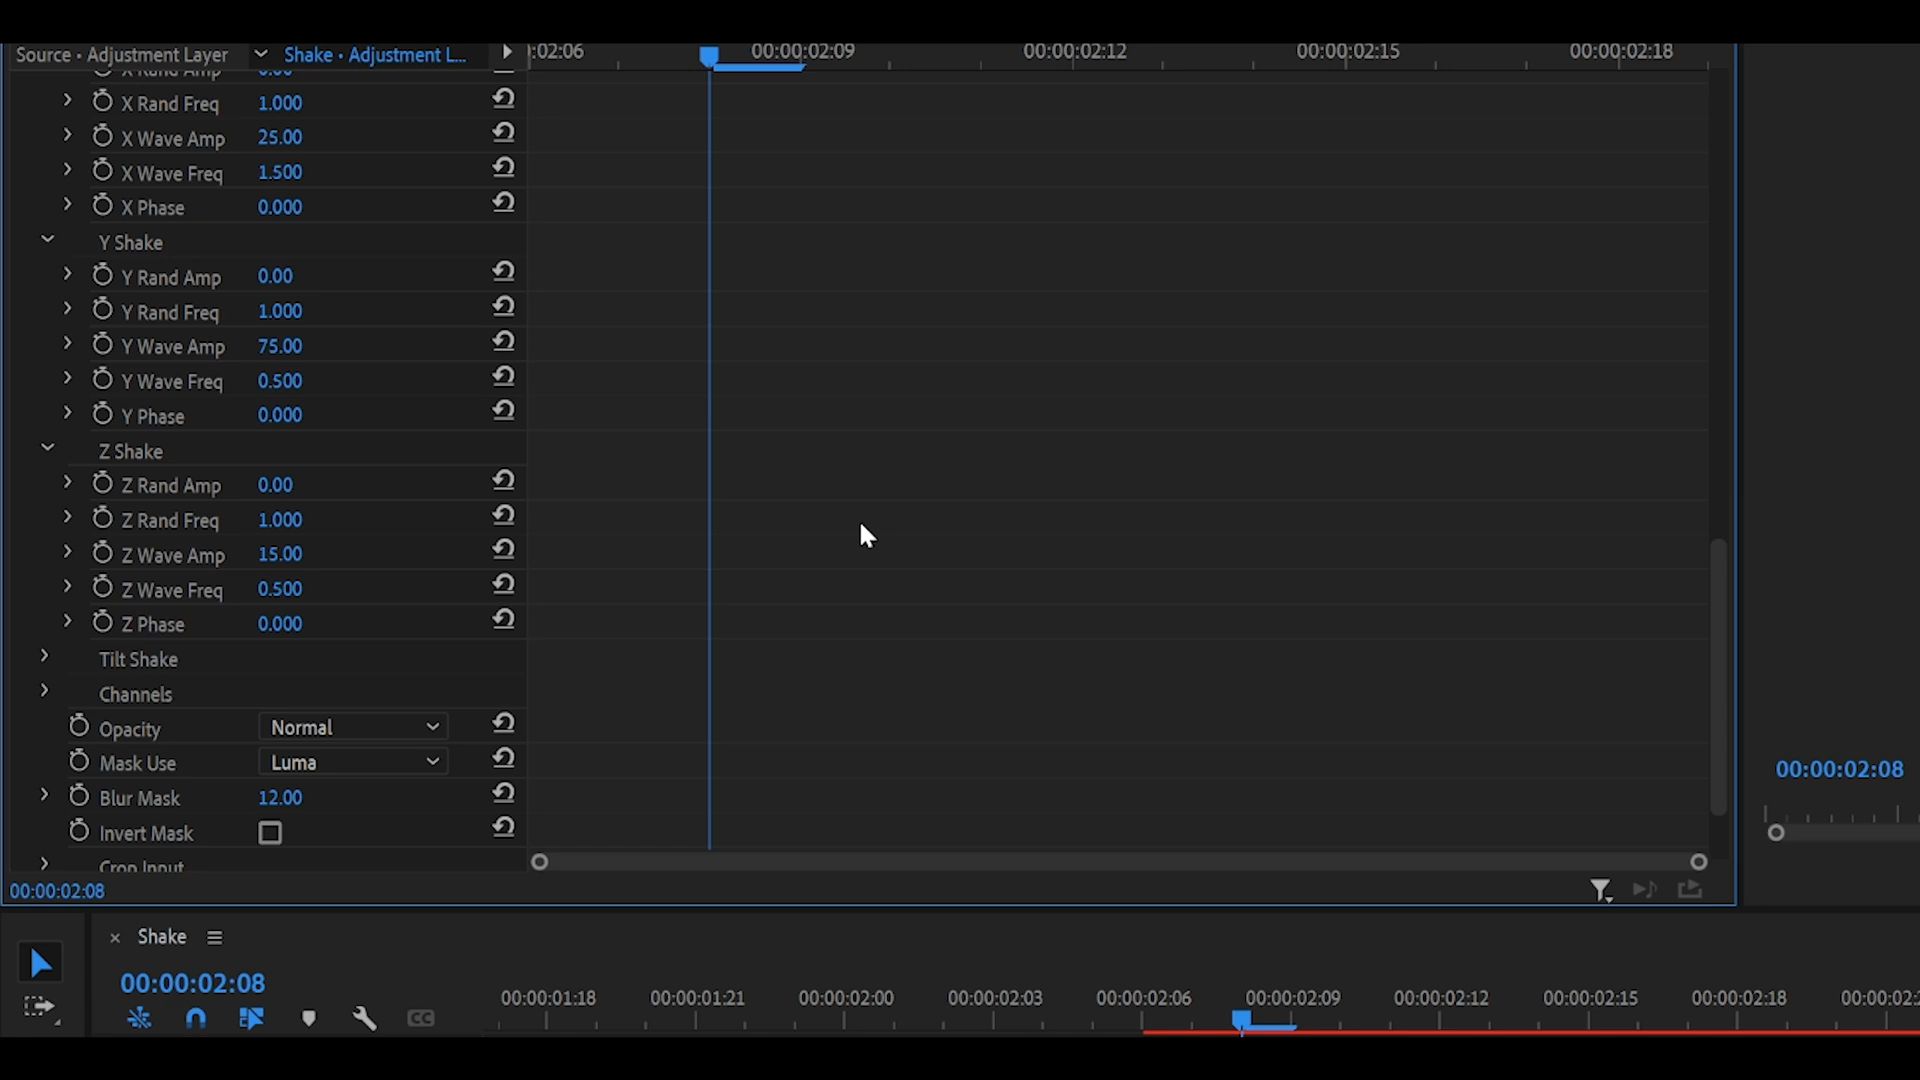 Source • Adjustment Layer Shake • Adjustment L...
:02:06 00:00:02:09 00:00:02:12 00:00:02:15 00:00:02:18
X Rand Amp 0.00
X Rand Freq 1.000
X Wave Amp 25.00
X Wave Freq 1.500
X Phase 0.000
Y Shake
Y Rand Amp 0.00
Y Rand Freq 1.000
Y Wave Amp 75.00
Y Wave Freq 0.500
Y Phase 0.000
Z Shake
Z Rand Amp 0.00
Z Rand Freq 1.000
Z Wave Amp 15.00
Z Wave Freq 0.500
Z Phase 0.000
Tilt Shake
Channels
Opacity Normal
Mask Use Luma
Blur Mask 12.00
Invert Mask
Crop Input
00:00:02:08
00:00:02:08
Shake
00:00:02:08
00:00:01:18 00:00:01:21 00:00:02:00 00:00:02:03 00:00:02:06 00:00:02:09 00:00:02:12 00:00:02:15 00:00:02:18 00:00:02:2
CC